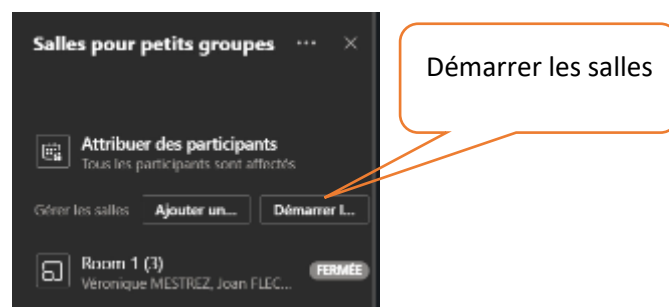 Salles pour petits groupes ... ×
Démarrer les salles
Attribuer des participants
Tous les participants sont affectés
Gérer les salles Ajouter un... Démarrer l...
Room 1 (3) FERMÉE
Véronique MESTREZ, Joan FLEC...